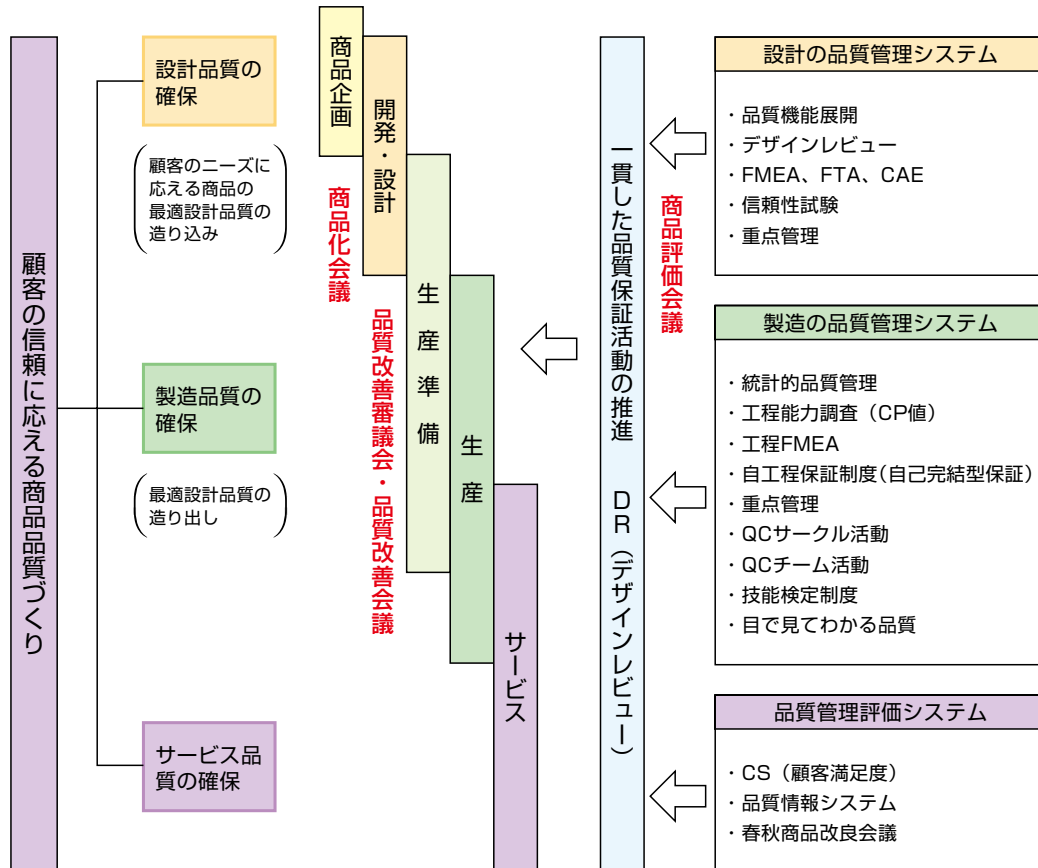 顧客の信頼に応える商品品質づくり
設計品質の
確保
顧客のニーズに
応える商品の
最適設計品質の
造り込み
製造品質の
確保
最適設計品質の
造り出し
サービス品
質の確保
商品企画
開発・設計
生産準備
生産
サービス
商品化会議
品質改善審議会・品質改善会議
一貫した品質保証活動の推進 DR（デザインレビュー）
商品評価会議
設計の品質管理システム
・品質機能展開
・デザインレビュー
・FMEA、FTA、CAE
・信頼性試験
・重点管理
製造の品質管理システム
・統計的品質管理
・工程能力調査（CP値）
・工程FMEA
・自工程保証制度（自己完結型保証）
・重点管理
・QCサークル活動
・QCチーム活動
・技能検定制度
・目で見てわかる品質
品質管理評価システム
・CS（顧客満足度）
・品質情報システム
・春秋商品改良会議